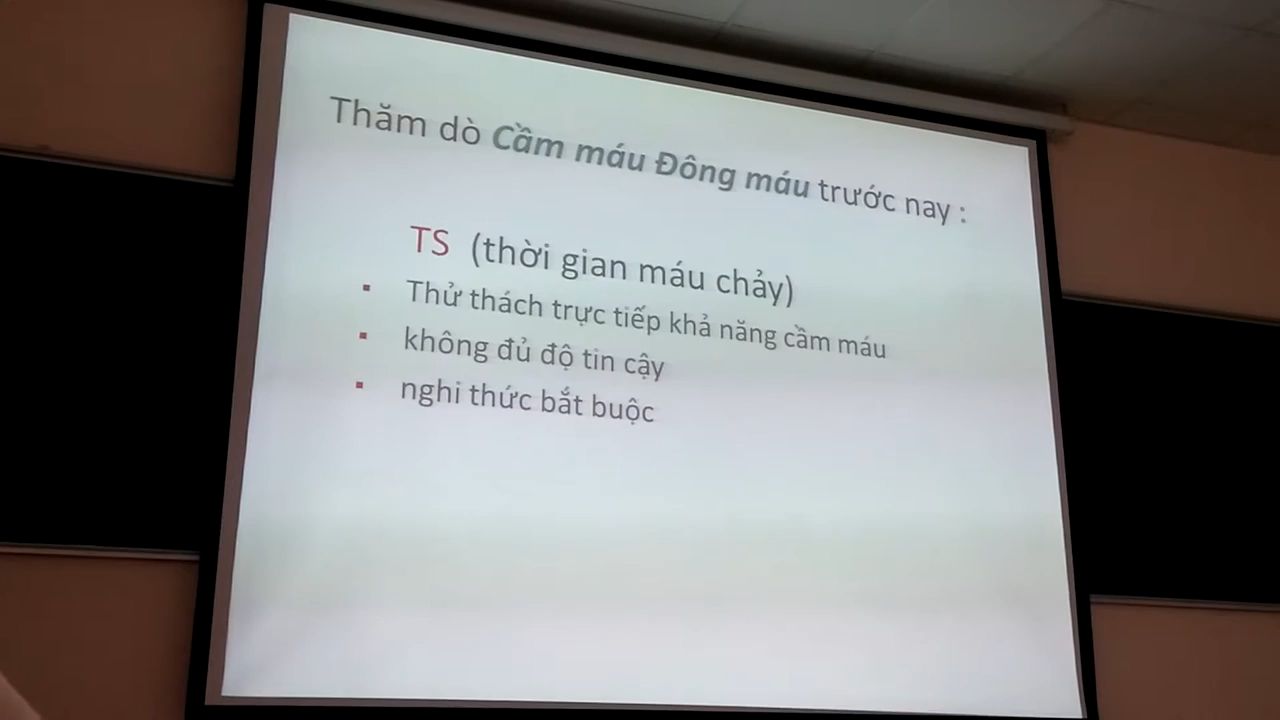 Thăm dò Cầm máu Đông máu trước nay :
TS (thời gian máu chảy)
▪ Thử thách trực tiếp khả năng cầm máu
▪ không đủ độ tin cậy
▪ nghi thức bắt buộc